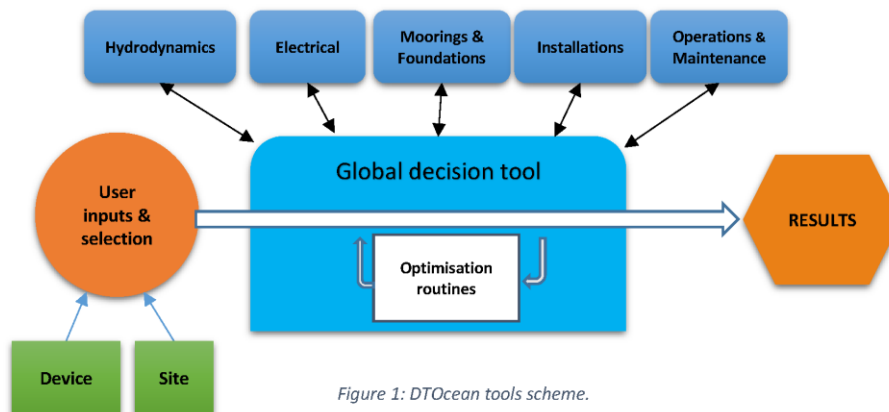 Hydrodynamics
Electrical
Moorings &
Foundations
Installations
Operations &
Maintenance
Global decision tool
User
inputs &
selection
RESULTS
Optimisation
routines
Device
Site
Figure 1: DTOcean tools scheme.